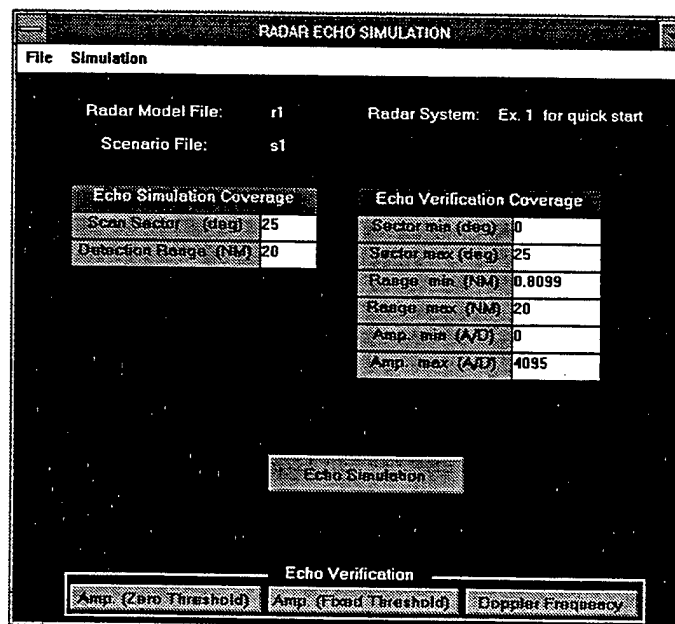 RADAR ECHO SIMULATION
File Simulation
Radar Model File: r1 Radar System: Ex. 1 for quick start
Scenario File: s1
Echo Simulation Coverage
Scan Sector (deg) 25
Detection Range (NM) 20
Echo Verification Coverage
Sector min (deg) 0
Sector max (deg) 25
Range min (NM) 0.8099
Range max (NM) 20
Amp. min (A/D) 0
Amp. max (A/D) 4095
Echo Simulation
Echo Verification
Amp. (Zero Threshold) Amp. (Fixed Threshold) Doppler Frequency